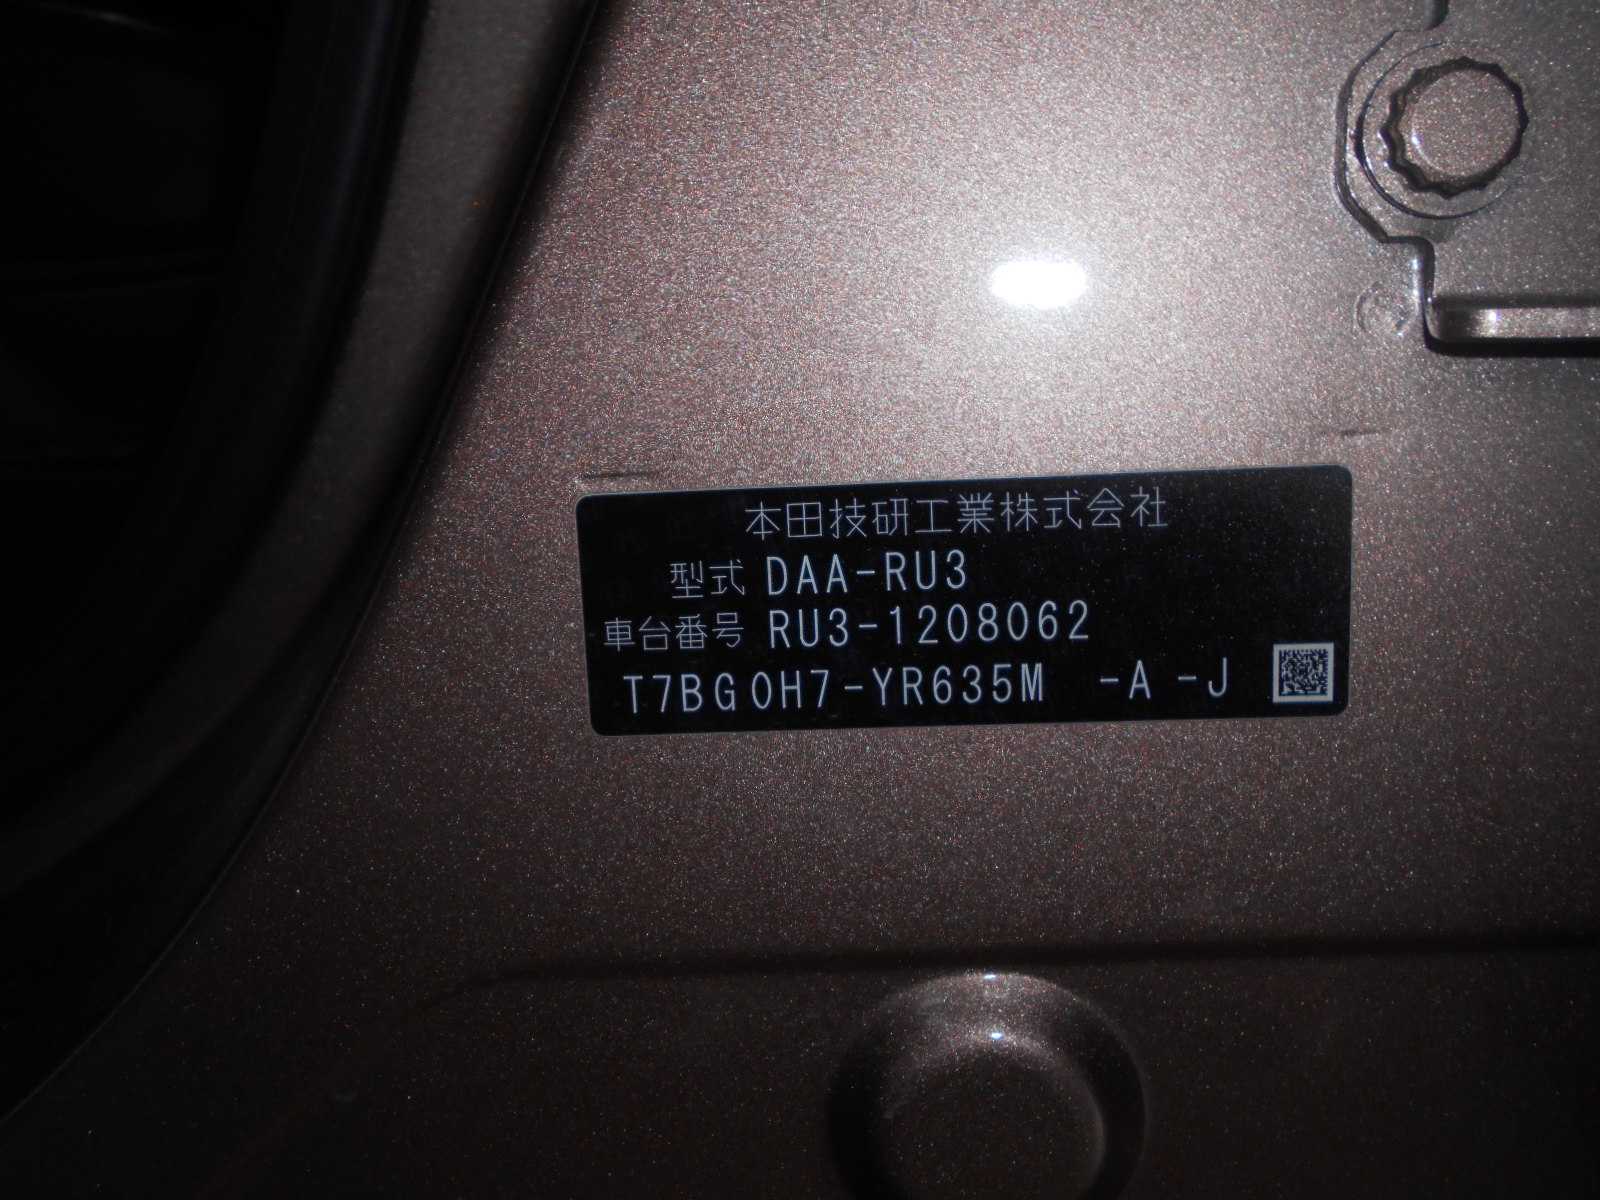 本田技研工業株式会社
型式 DAA-RU3
車台番号 RU3-1208062
T7BG0H7-YR635M -A -J